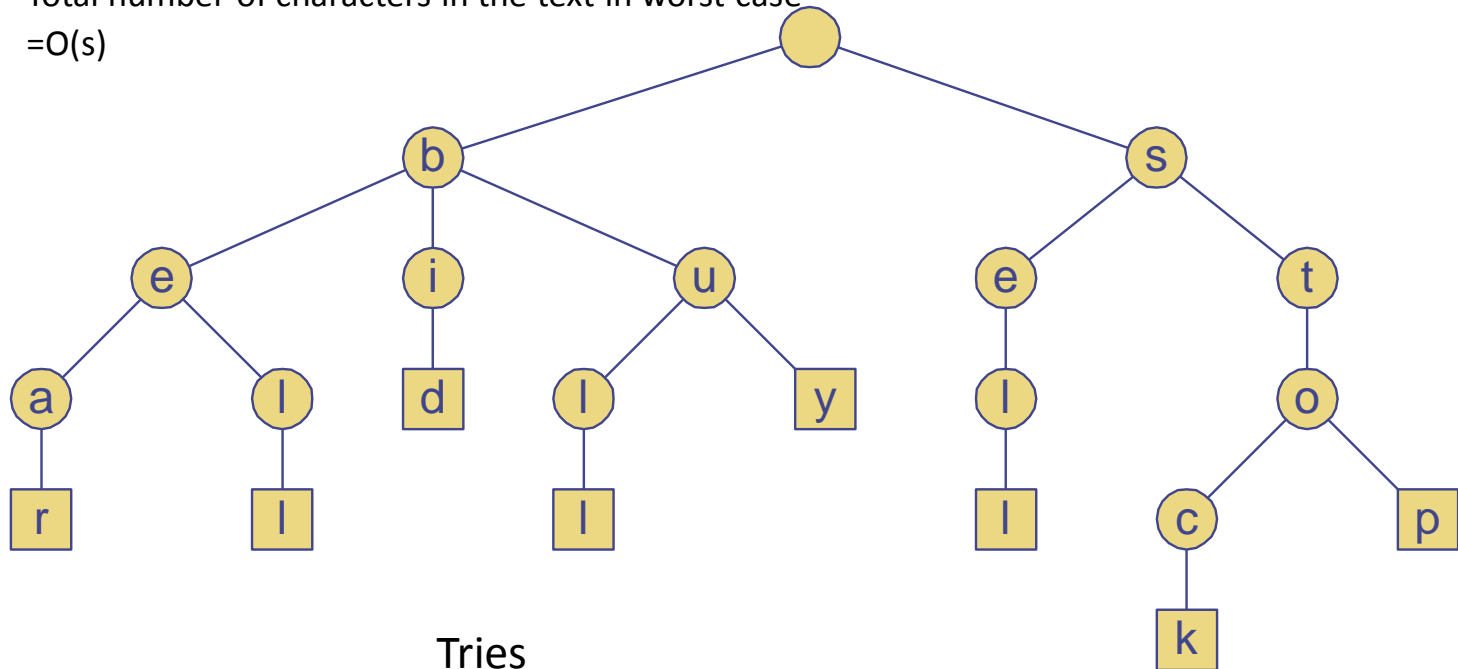 Total number of characters in the text in worst case
=O(s)
b s
e i u e t
a l d l y l o
r l l l c p
k
Tries